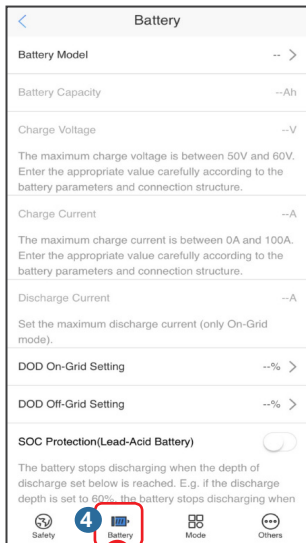 Battery
Battery Model -- >
Battery Capacity --Ah
Charge Voltage --V
The maximum charge voltage is between 50V and 60V.
Enter the appropriate value carefully according to the
battery parameters and connection structure.
Charge Current --A
The maximum charge current is between 0A and 100A.
Enter the appropriate value carefully according to the
battery parameters and connection structure.
Discharge Current --A
Set the maximum discharge current (only On-Grid
mode).
DOD On-Grid Setting --% >
DOD Off-Grid Setting --% >
SOC Protection(Lead-Acid Battery)
The battery stops discharging when the depth of
discharge set below is reached. E.g. if the discharge
depth is set to 60%, the battery stops discharging when
4
Safety Battery Mode Others